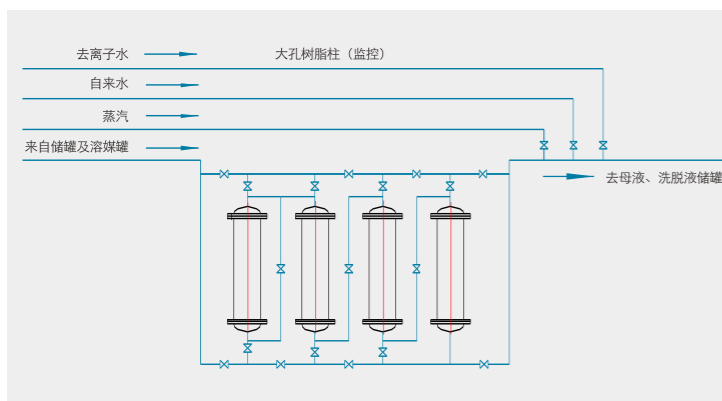 去离子水
大孔树脂柱（监控）
自来水
蒸汽
来自储罐及溶媒罐
去母液、洗脱液储罐